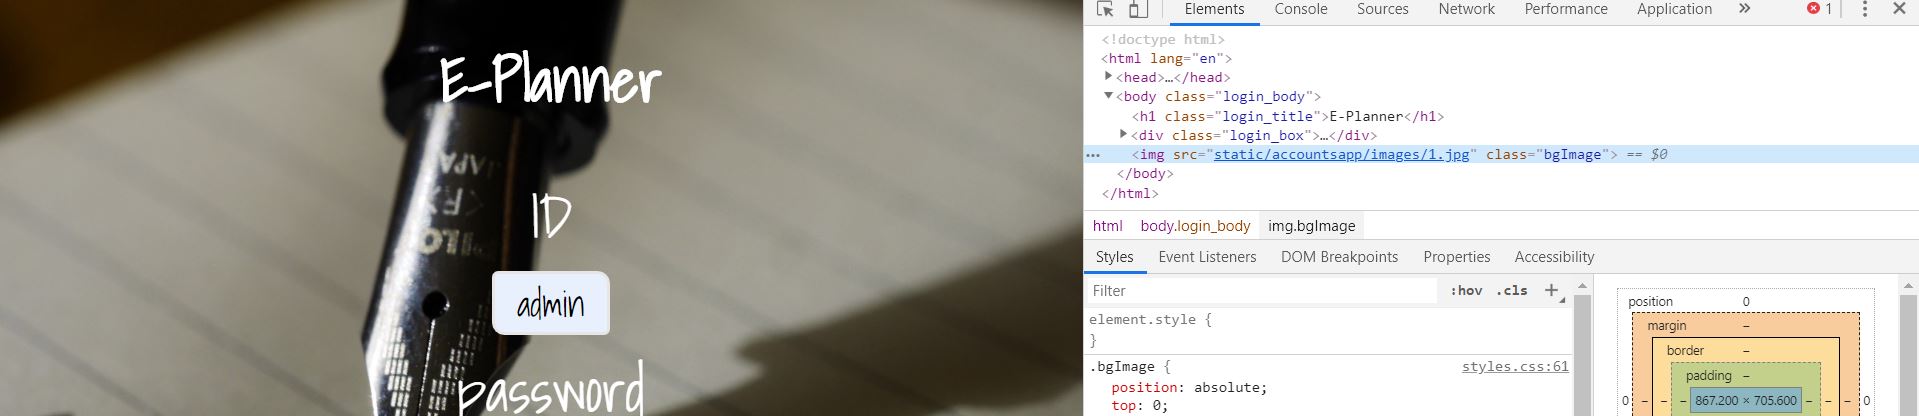 E-Planner
JAPA
ID
admin
password
Elements Console Sources Network Performance Application » 1
<!doctype html>
<html lang="en">
<head>…</head>
<body class="login_body">
<h1 class="login_title">E-Planner</h1>
<div class="login_box">…</div>
… <img src="static/accountsapp/images/1.jpg" class="bgImage"> == $0
</body>
</html>
html body.login_body img.bgImage
Styles Event Listeners DOM Breakpoints Properties Accessibility
Filter :hov .cls +
element.style {
}
.bgImage { styles.css:61
position: absolute;
top: 0;
position 0
margin –
border –
padding –
0 – – – 867.200 × 705.600 – – – 0